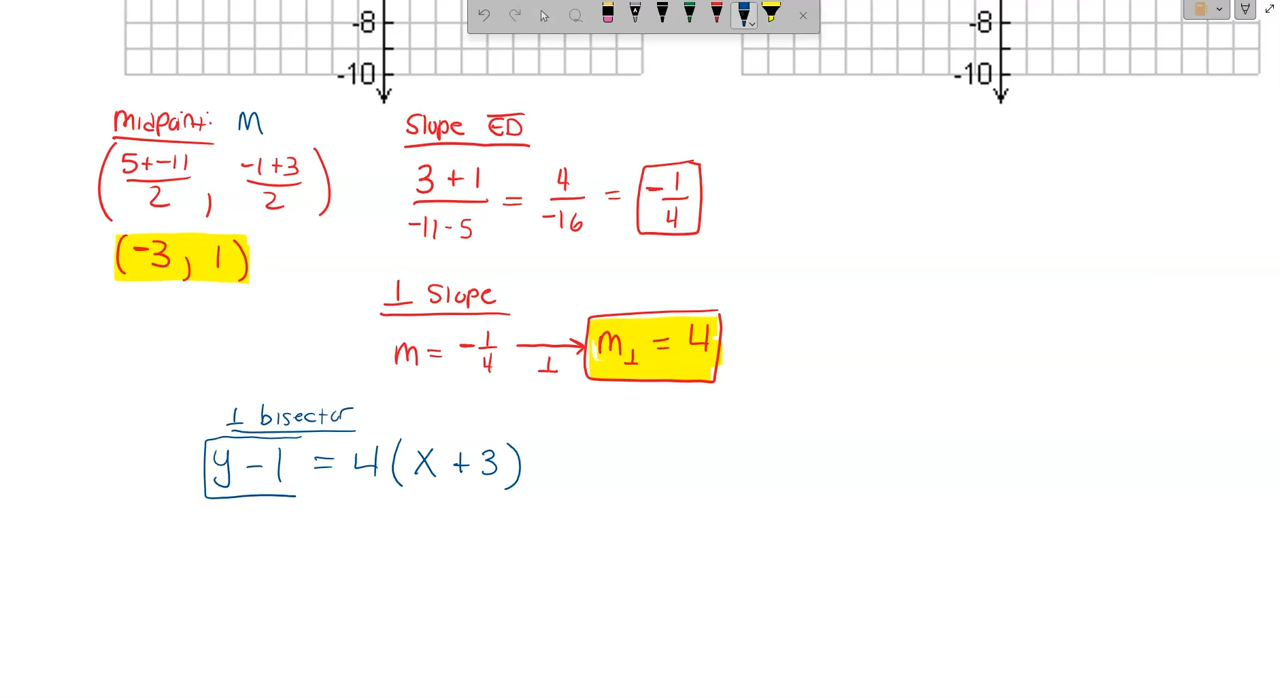 -8
-8
-10
-10
Midpoint: M
(5+-11/2, -1+3/2)
(-3, 1)
Slope ED
3+1/-11-5 = 4/-16 = -1/4
⊥ Slope
m = -1/4 ⟶ ⊥ m⊥ = 4
⊥ bisector
y-1 = 4(x+3)